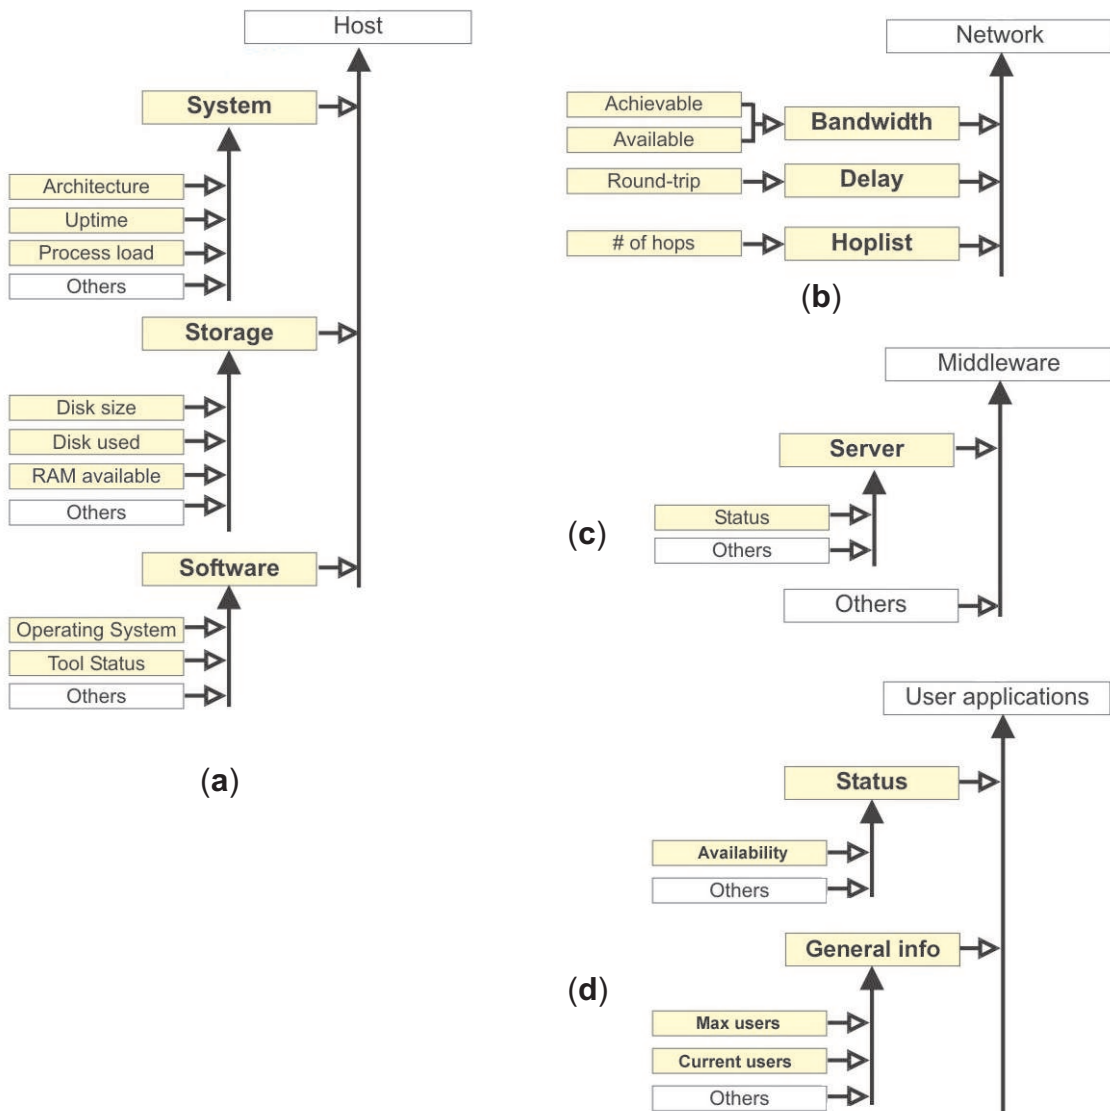 Host
System
Architecture
Uptime
Process load
Others
Storage
Disk size
Disk used
RAM available
Others
Software
Operating System
Tool Status
Others
(a)
Network
Achievable
Bandwidth
Available
Round-trip
Delay
# of hops
Hoplist
(b)
Middleware
Server
Status
Others
Others
(c)
User applications
Status
Availability
Others
General info
Max users
Current users
Others
(d)